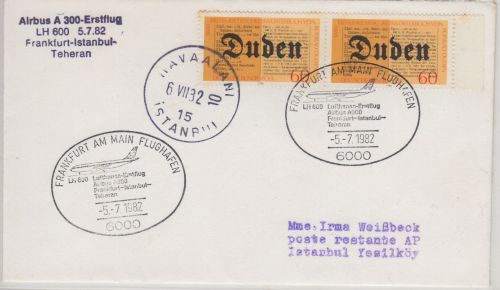 Airbus A 300-Erstflug
LH 600 5.7.82
Frankfurt-Istanbul-
Teheran
Duden
60
Duden
60
HAVAALANI
6 VII 82 10
15
İSTANBUL
FRANKFURT AM MAIN FLUGHAFEN
LH 600 Lufthansa-Erstflug
Airbus A300
Frankfurt-Istanbul-
Teheran
-5.-7 1982
6000
FRANKFURT AM MAIN FLUGHAFEN
LH 600 Lufthansa-Erstflug
Airbus A300
Frankfurt-Istanbul-
Teheran
-5.-7 1982
6000
Mme. Irma Weißbeck
poste restante AP
Istanbul Yesilköy